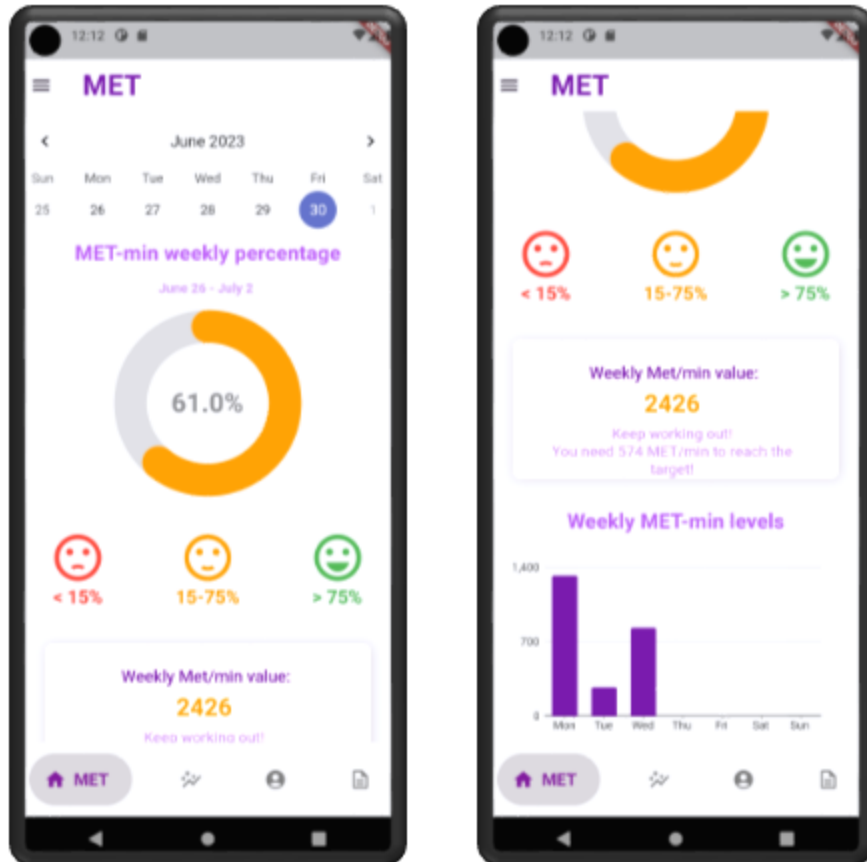 12:12
MET
June 2023
Sun Mon Tue Wed Thu Fri Sat
25 26 27 28 29 30 1
MET-min weekly percentage
June 26 - July 2
61.0%
< 15% 15-75% > 75%
Weekly Met/min value:
2426
Keep working out!
MET
12:12
MET
< 15% 15-75% > 75%
Weekly Met/min value:
2426
Keep working out!
You need 574 MET/min to reach the
target!
Weekly MET-min levels
1,400
700
0
Mon Tue Wed Thu Fri Sat Sun
MET